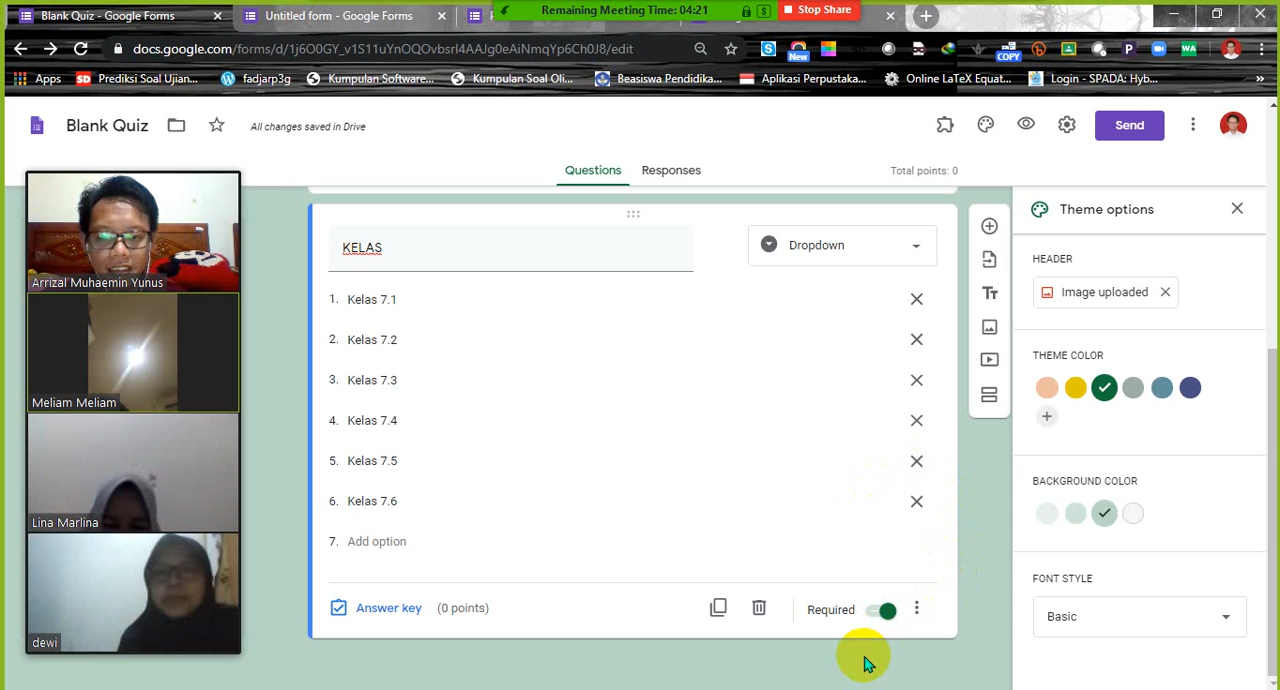 Blank Quiz - Google Forms
Untitled form - Google Forms
Remaining Meeting Time: 04:21
Stop Share
docs.google.com/forms/d/1j6O0GY_v1S11uYnOQOvbsrl4AAJg0eAiNmqYp6Ch0J8/edit
New
COPY
P
WA
Apps
SD
Prediksi Soal Ujian...
fadjarp3g
Kumpulan Software...
Kumpulan Soal Oli...
Beasiswa Pendidika...
Aplikasi Perpustaka...
Online LaTeX Equat...
Login - SPADA: Hyb...
»
Blank Quiz
All changes saved in Drive
Send
Questions
Responses
Total points: 0
Arrizal Muhaemin Yunus
Meliam Meliam
Lina Marlina
dewi
KELAS
Dropdown
1. Kelas 7.1
2. Kelas 7.2
3. Kelas 7.3
4. Kelas 7.4
5. Kelas 7.5
6. Kelas 7.6
7. Add option
Answer key (0 points)
Required
Tт
Theme options
HEADER
Image uploaded
THEME COLOR
BACKGROUND COLOR
FONT STYLE
Basic